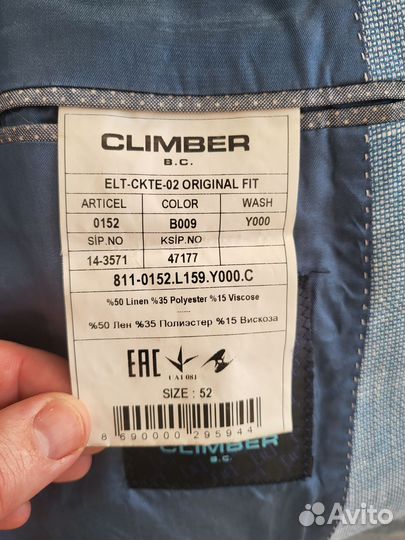 CLIMBER
B.C.
ELT-CKTE-02 ORIGINAL FIT
ARTICEL COLOR WASH
0152 B009 Y000
SİP.NO KSİP.NO
14-3571 47177
811-0152.L159.Y000.C
%50 Linen %35 Polyester %15 Viscose
%50 Лен %35 Полиэстер %15 Вискоза
EAC
UA1 081
SIZE : 52
8 690000 295944
CLIMBER
B.C.
Avito